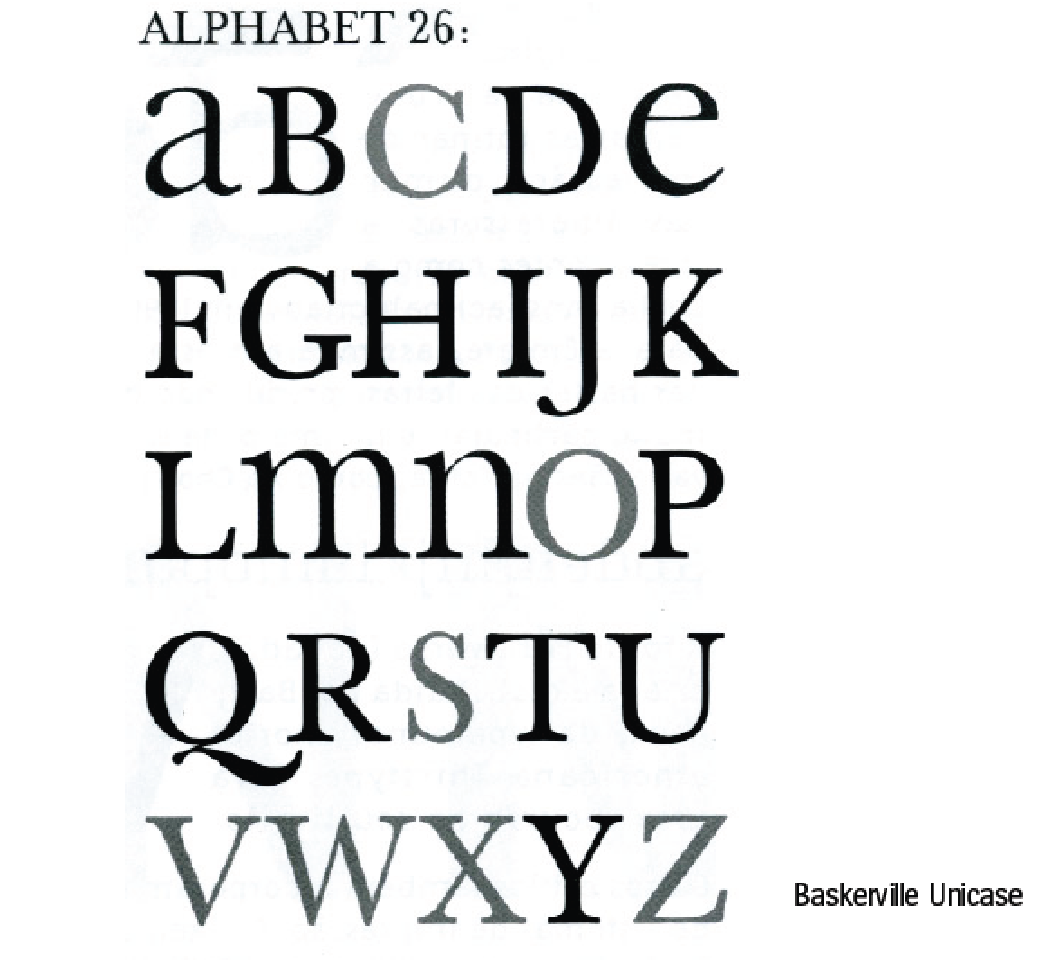 ALPHABET 26:
aBCDe
FGHIJK
LmnOP
QRSTU
VWXYZ
Baskerville Unicase